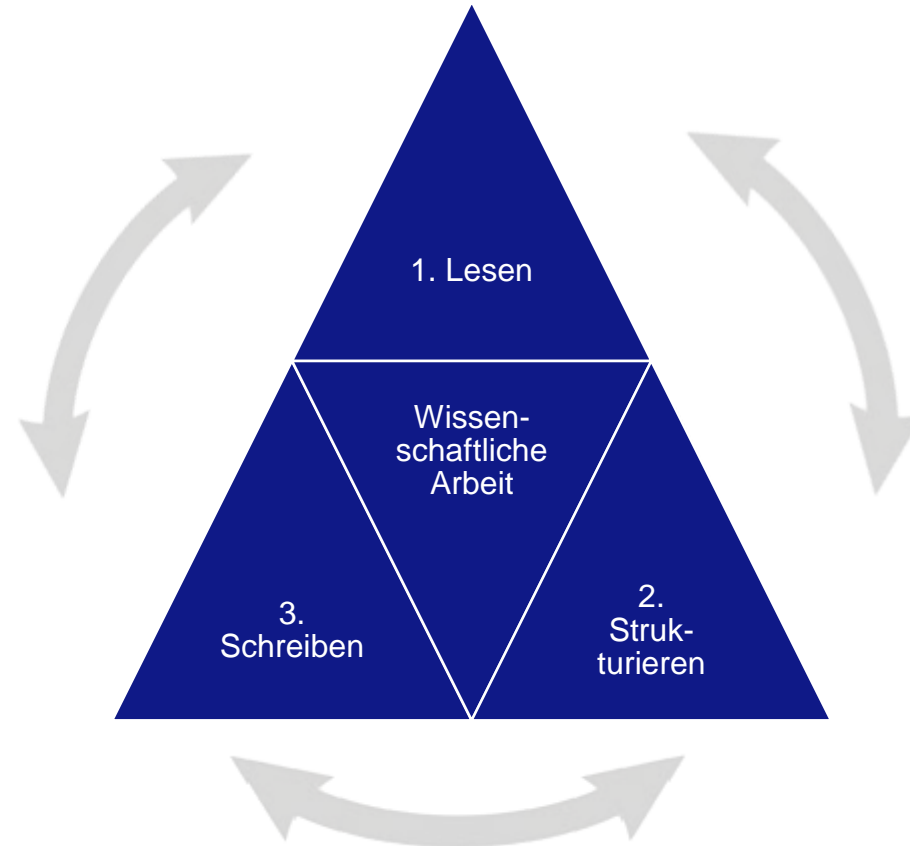 1. Lesen
Wissen-
schaftliche
Arbeit
3.
Schreiben
2.
Struk-
turieren